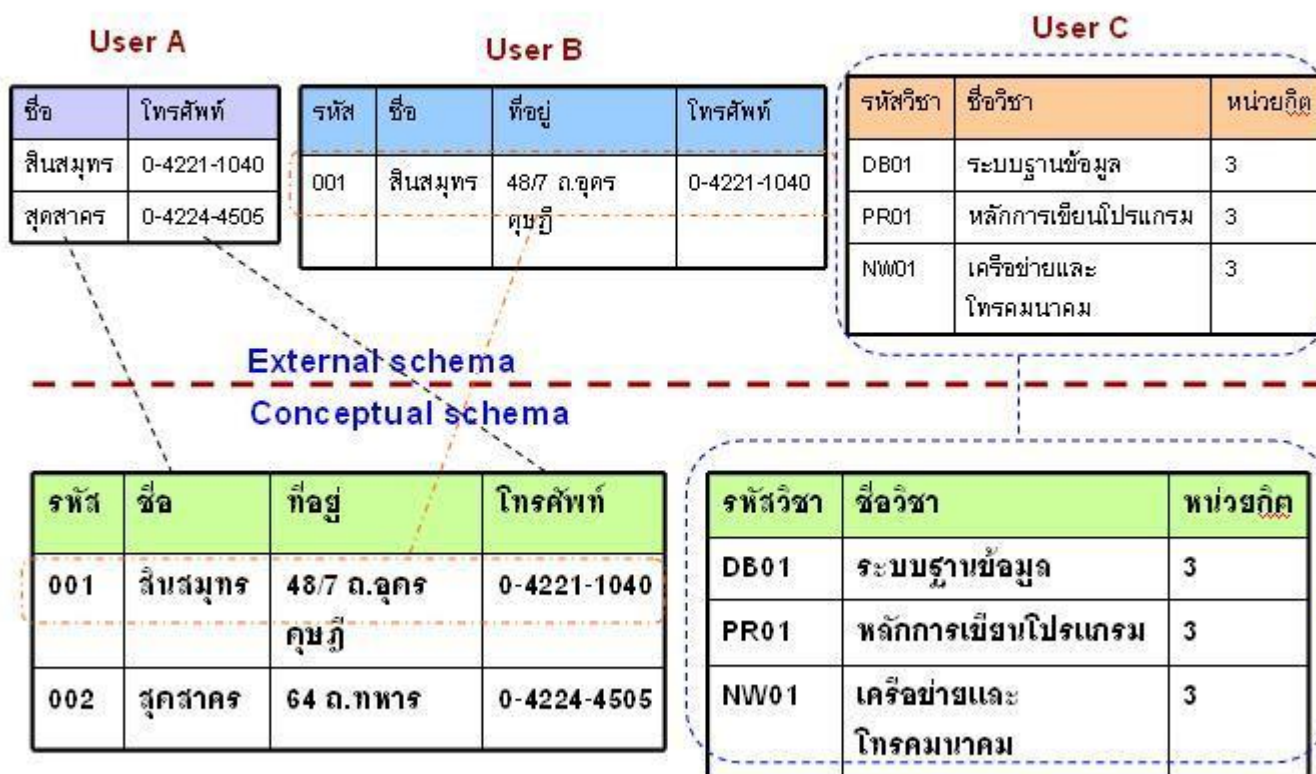 User A
ชื่อ โทรศัพท์
สินสมุทร 0-4221-1040
สุดสาคร 0-4224-4505
User B
รหัส ชื่อ ที่อยู่ โทรศัพท์
001 สินสมุทร 48/7 ถ.อุดร 0-4221-1040
ดุษฎี
User C
รหัสวิชา ชื่อวิชา หน่วยกิต
DB01 ระบบฐานข้อมูล 3
PR01 หลักการเขียนโปรแกรม 3
NW01 เครือข่ายและ 3
โทรคมนาคม
External schema
Conceptual schema
รหัส ชื่อ ที่อยู่ โทรศัพท์
001 สินสมุทร 48/7 ถ.อุดร 0-4221-1040
ดุษฎี
002 สุดสาคร 64 ถ.ทหาร 0-4224-4505
รหัสวิชา ชื่อวิชา หน่วยกิต
DB01 ระบบฐานข้อมูล 3
PR01 หลักการเขียนโปรแกรม 3
NW01 เครือข่ายและ 3
โทรคมนาคม